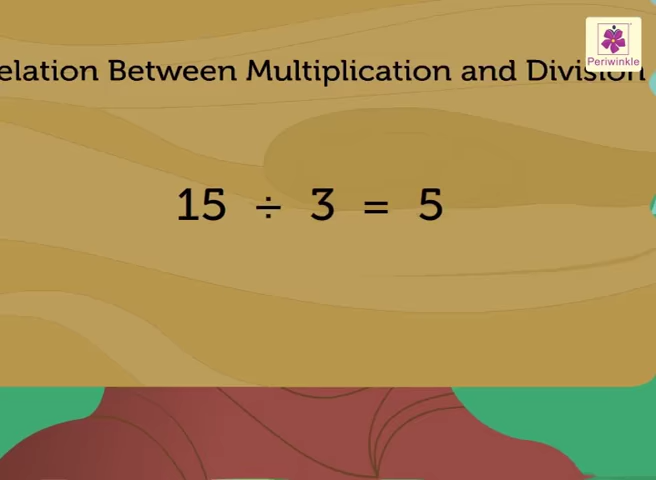 elation Between Multiplication and Division
Periwinkle
15 ÷ 3 = 5